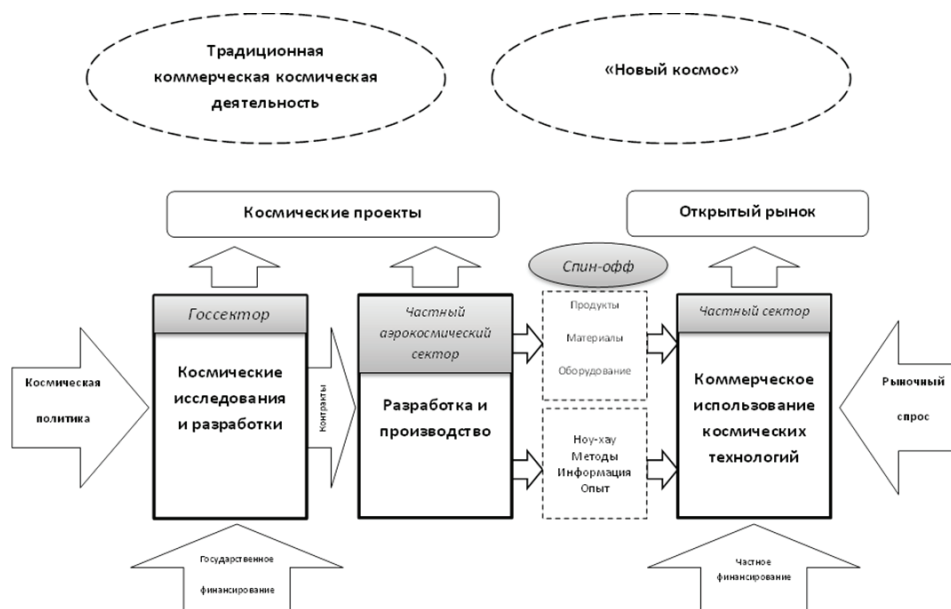 Традиционная
коммерческая космическая
деятельность
«Новый космос»
Космические проекты
Открытый рынок
Спин-офф
Госсектор
Частный
аэрокосмический
сектор
Продукты
Материалы
Оборудование
Частный сектор
Космическая
политика
Космические
исследования
и разработки
Контракты
Разработка и
производство
Ноу-хау
Методы
Информация
Опыт
Коммерческое
использование
космических
технологий
Рыночный
спрос
Государственное
финансирование
Частное
финансирование